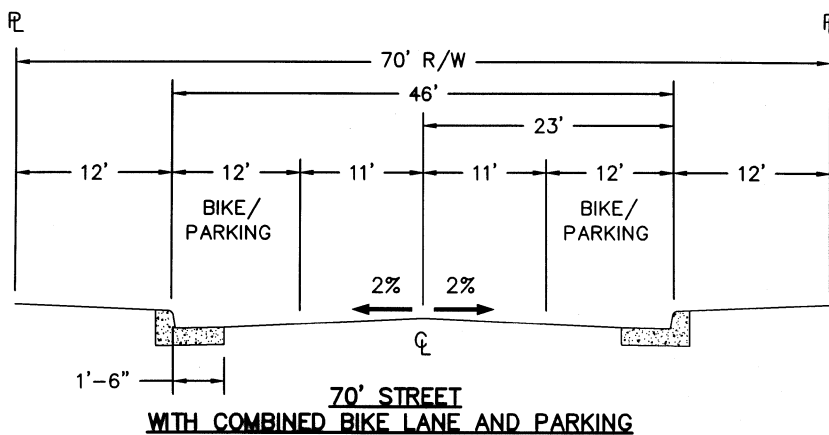 PL
PL
70' R/W
46'
23'
12'
12'
11'
11'
12'
12'
BIKE/
PARKING
BIKE/
PARKING
2%
2%
CL
1'-6"
70' STREET
WITH COMBINED BIKE LANE AND PARKING